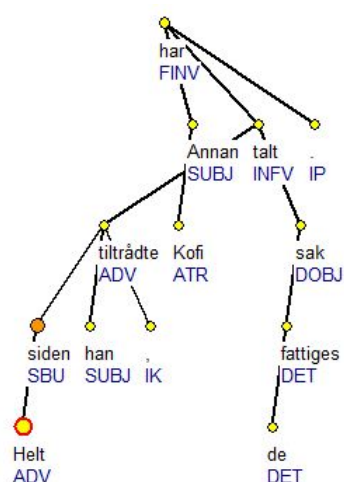 har
FINV
Annan talt .
SUBJ INFV IP
tiltrådte Kofi sak
ADV ATR DOBJ
siden han , fattiges
SBU SUBJ IK DET
Helt de
ADV DET